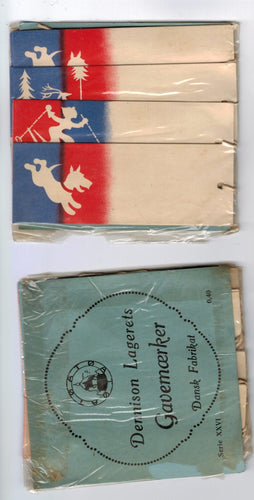 Dennison Lagerets
Gavemærker
Dansk Fabrikat
Serie XXVI
0,40